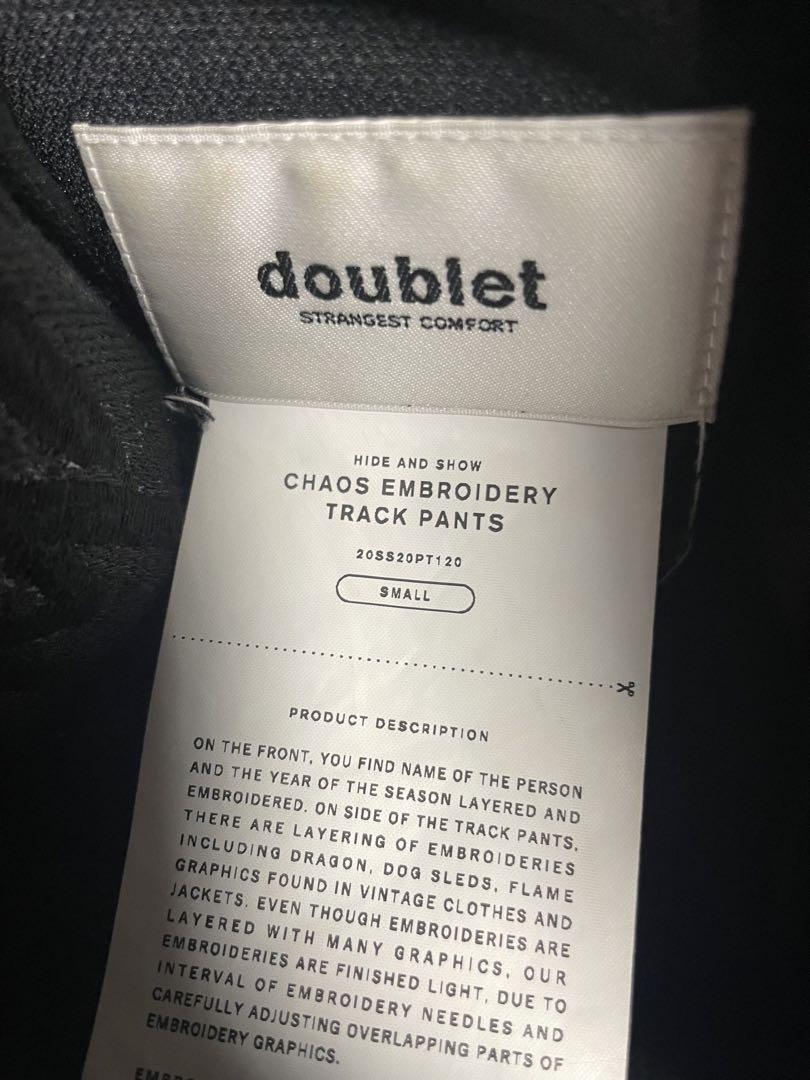 doublet
STRANGEST COMFORT
HIDE AND SHOW
CHAOS EMBROIDERY
TRACK PANTS
20SS20PT120
SMALL
PRODUCT DESCRIPTION
ON THE FRONT, YOU FIND NAME OF THE PERSON
AND THE YEAR OF THE SEASON LAYERED AND
EMBROIDERED. ON SIDE OF THE TRACK PANTS,
THERE ARE LAYERING OF EMBROIDERIES
INCLUDING DRAGON, DOG SLEDS, FLAME
GRAPHICS FOUND IN VINTAGE CLOTHES AND
JACKETS. EVEN THOUGH EMBROIDERIES ARE
LAYERED WITH MANY GRAPHICS, OUR
EMBROIDERIES ARE FINISHED LIGHT, DUE TO
INTERVAL OF EMBROIDERY NEEDLES AND
CAREFULLY ADJUSTING OVERLAPPING PARTS OF
EMBROIDERY GRAPHICS.